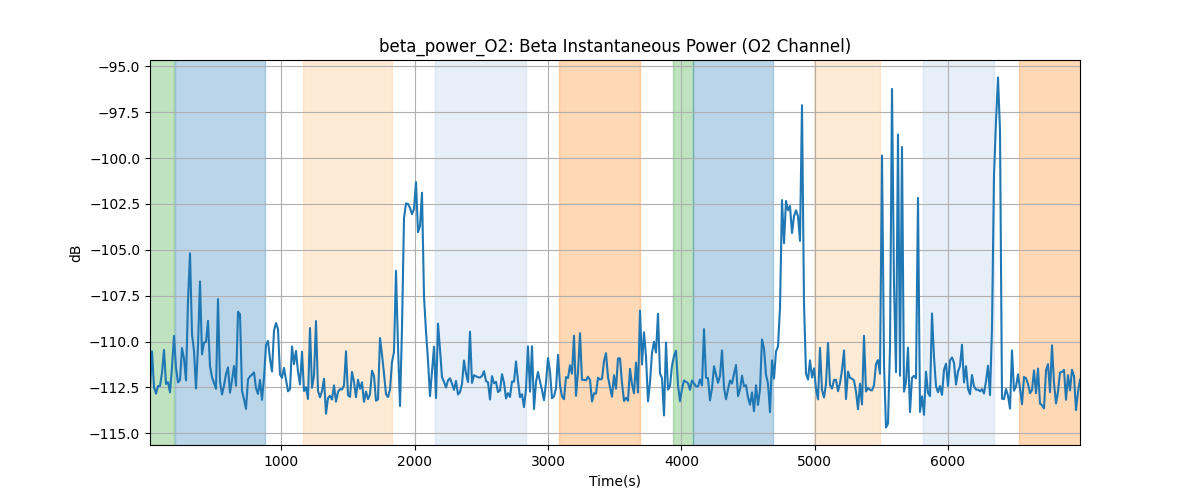 beta_power_O2: Beta Instantaneous Power (O2 Channel)
−95.0
−97.5
−100.0
−102.5
−105.0
−107.5
−110.0
−112.5
−115.0
dB
1000 2000 3000 4000 5000 6000
Time(s)